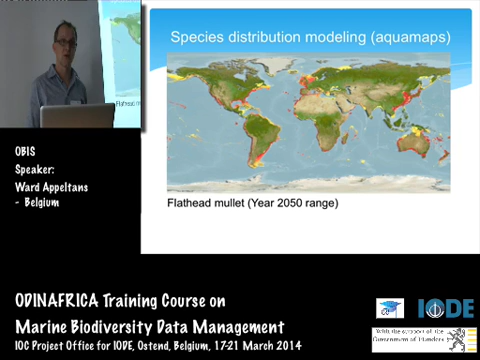 Species distribution modeling (aquamaps)
Flathead mullet (Year 2050 range)
OBIS
Speaker:
Ward Appeltans
- Belgium
ODINAFRICA Training Course on
Marine Biodiversity Data Management
IOC Project Office for IODE, Ostend, Belgium, 17-21 March 2014
IODE
With the support of the
Government of Flanders
Flathead m